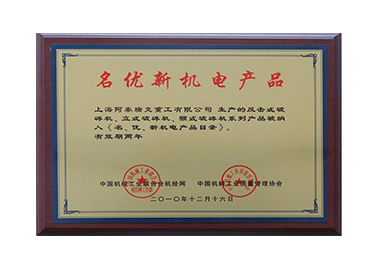 名优新机电产品
上海阿泰瑞克重工有限公司 生产的反击式破
碎机、立式破碎机、颚式破碎机系列产品被纳
入《名、优、新机电产品目录》。
有效期两年
中国机械工业联合会机经网 中国机械工业质量管理协会
二〇一〇年十二月十六日